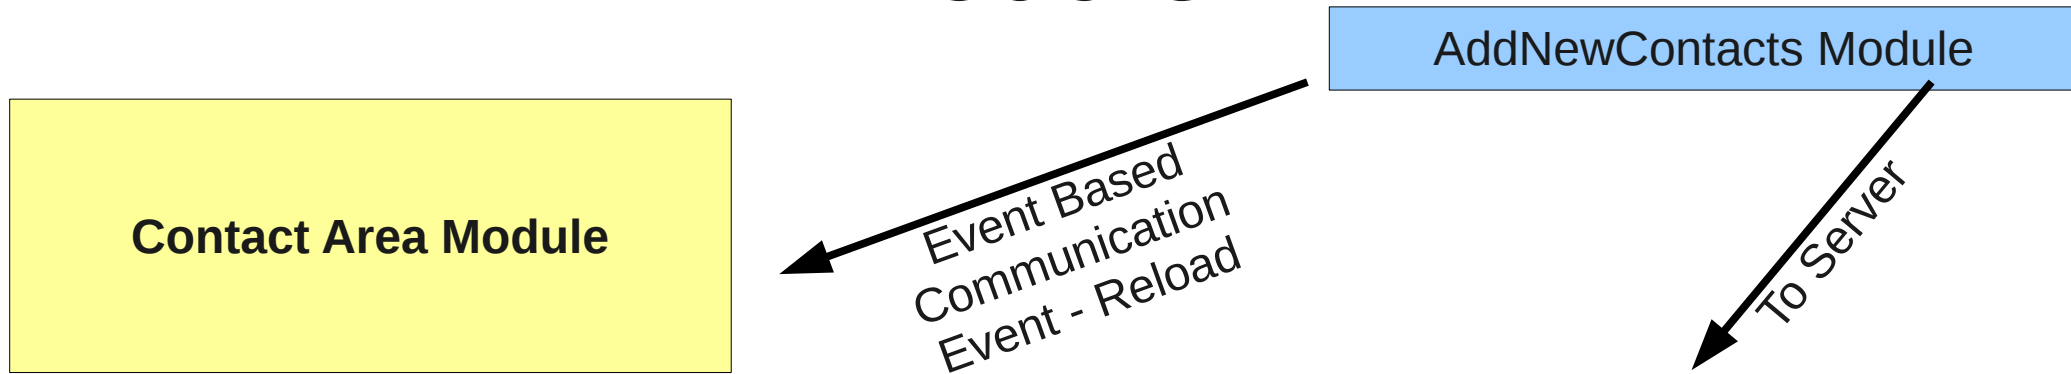 AddNewContacts Module
Contact Area Module
Event Based
Communication
Event - Reload
To Server